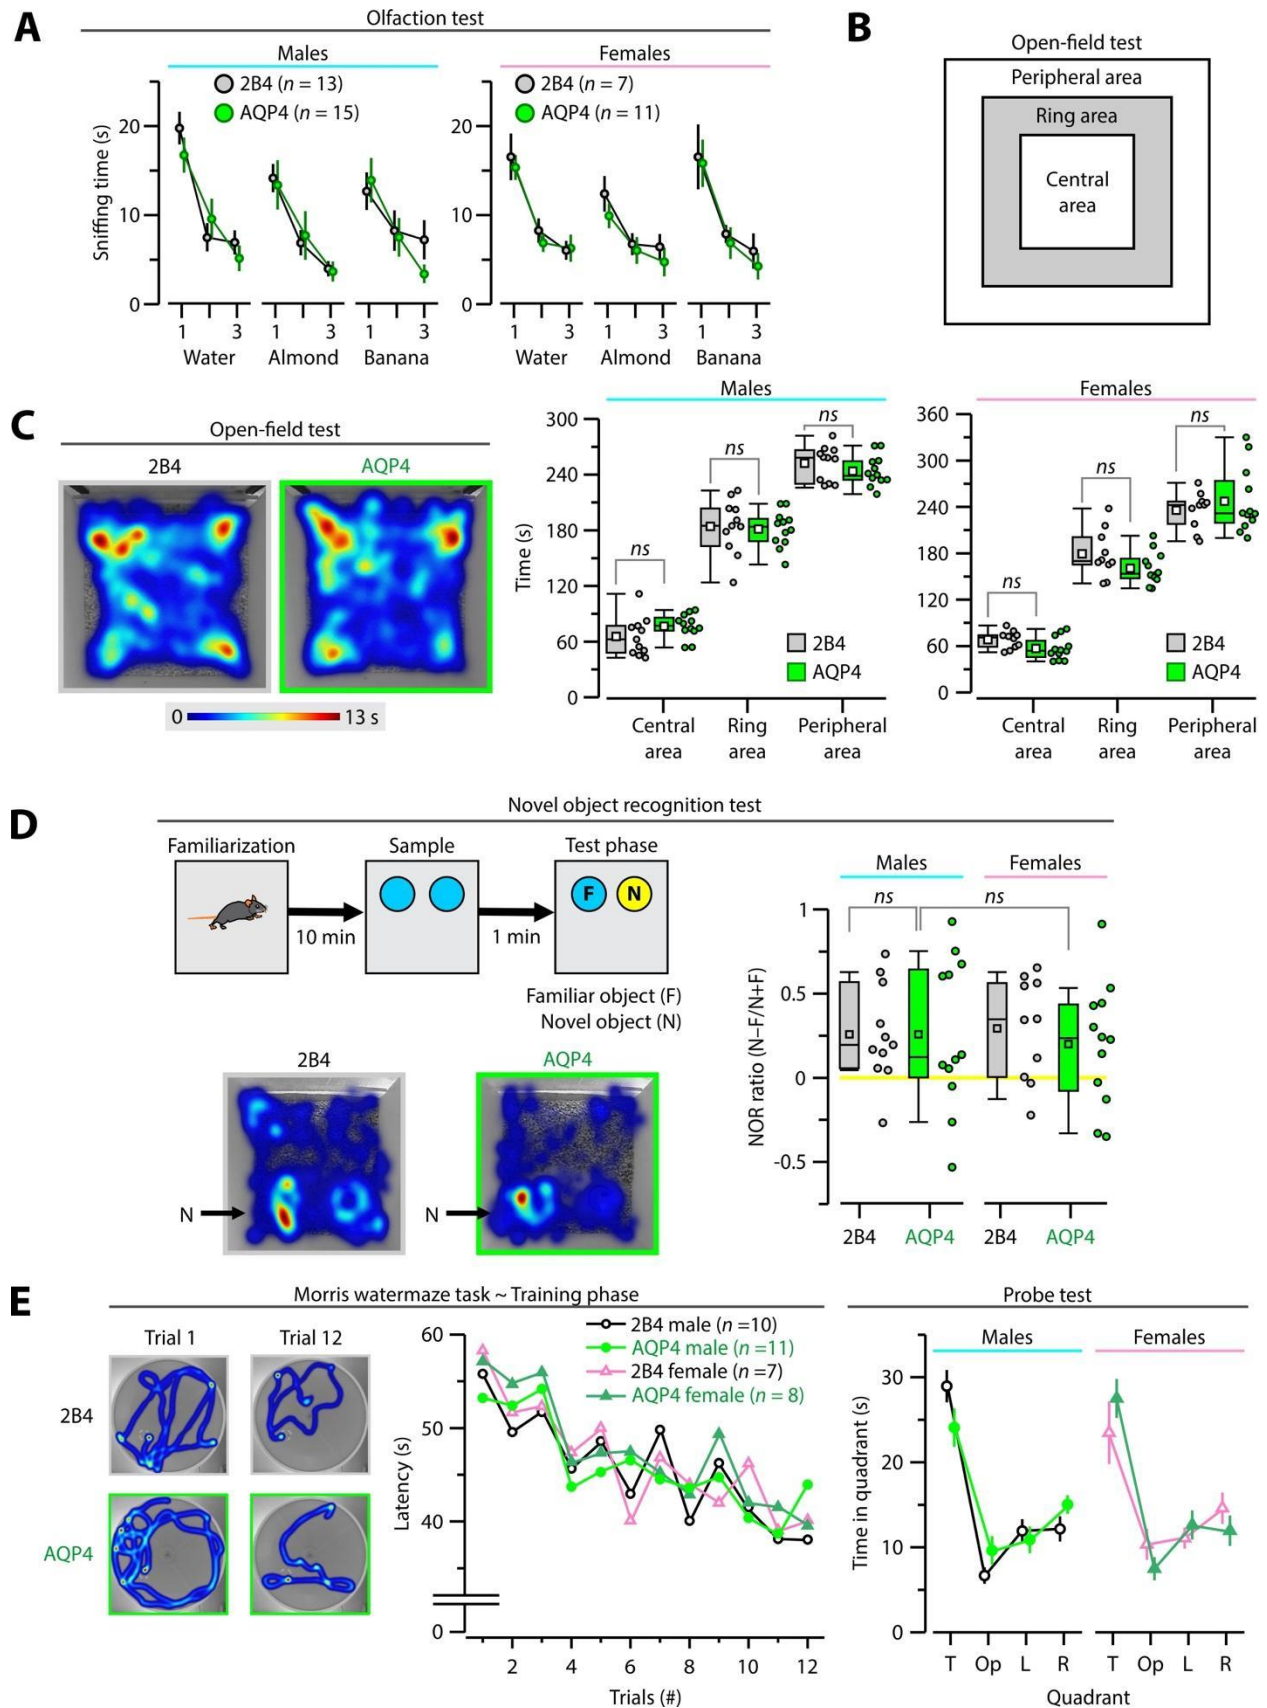 A
Olfaction test
Males
Females
2B4 (n = 13)
AQP4 (n = 15)
2B4 (n = 7)
AQP4 (n = 11)
Sniffing time (s)
20
10
0
20
10
0
1 3 1 3 1 3
Water Almond Banana
1 3 1 3 1 3
Water Almond Banana
B
Open-field test
Peripheral area
Ring area
Central
area
C
Open-field test
2B4
AQP4
0 13 s
Males
Time (s)
300
240
180
120
60
0
ns
ns
ns
2B4
AQP4
Central
area
Ring
area
Peripheral
area
Females
360
300
240
180
120
60
0
ns
ns
ns
2B4
AQP4
Central
area
Ring
area
Peripheral
area
D
Novel object recognition test
Familiarization
Sample
Test phase
10 min
1 min
F
N
Familiar object (F)
Novel object (N)
2B4
AQP4
N
N
Males
Females
NOR ratio (N−F/N+F)
1
0.5
0
-0.5
ns
ns
2B4 AQP4 2B4 AQP4
E
Morris watermaze task ~ Training phase
Trial 1
Trial 12
2B4
AQP4
Latency (s)
60
50
40
0
2B4 male (n =10)
AQP4 male (n =11)
2B4 female (n =7)
AQP4 female (n = 8)
2 4 6 8 10 12
Trials (#)
Probe test
Males
Females
Time in quadrant (s)
30
20
10
0
T Op L R
T Op L R
Quadrant